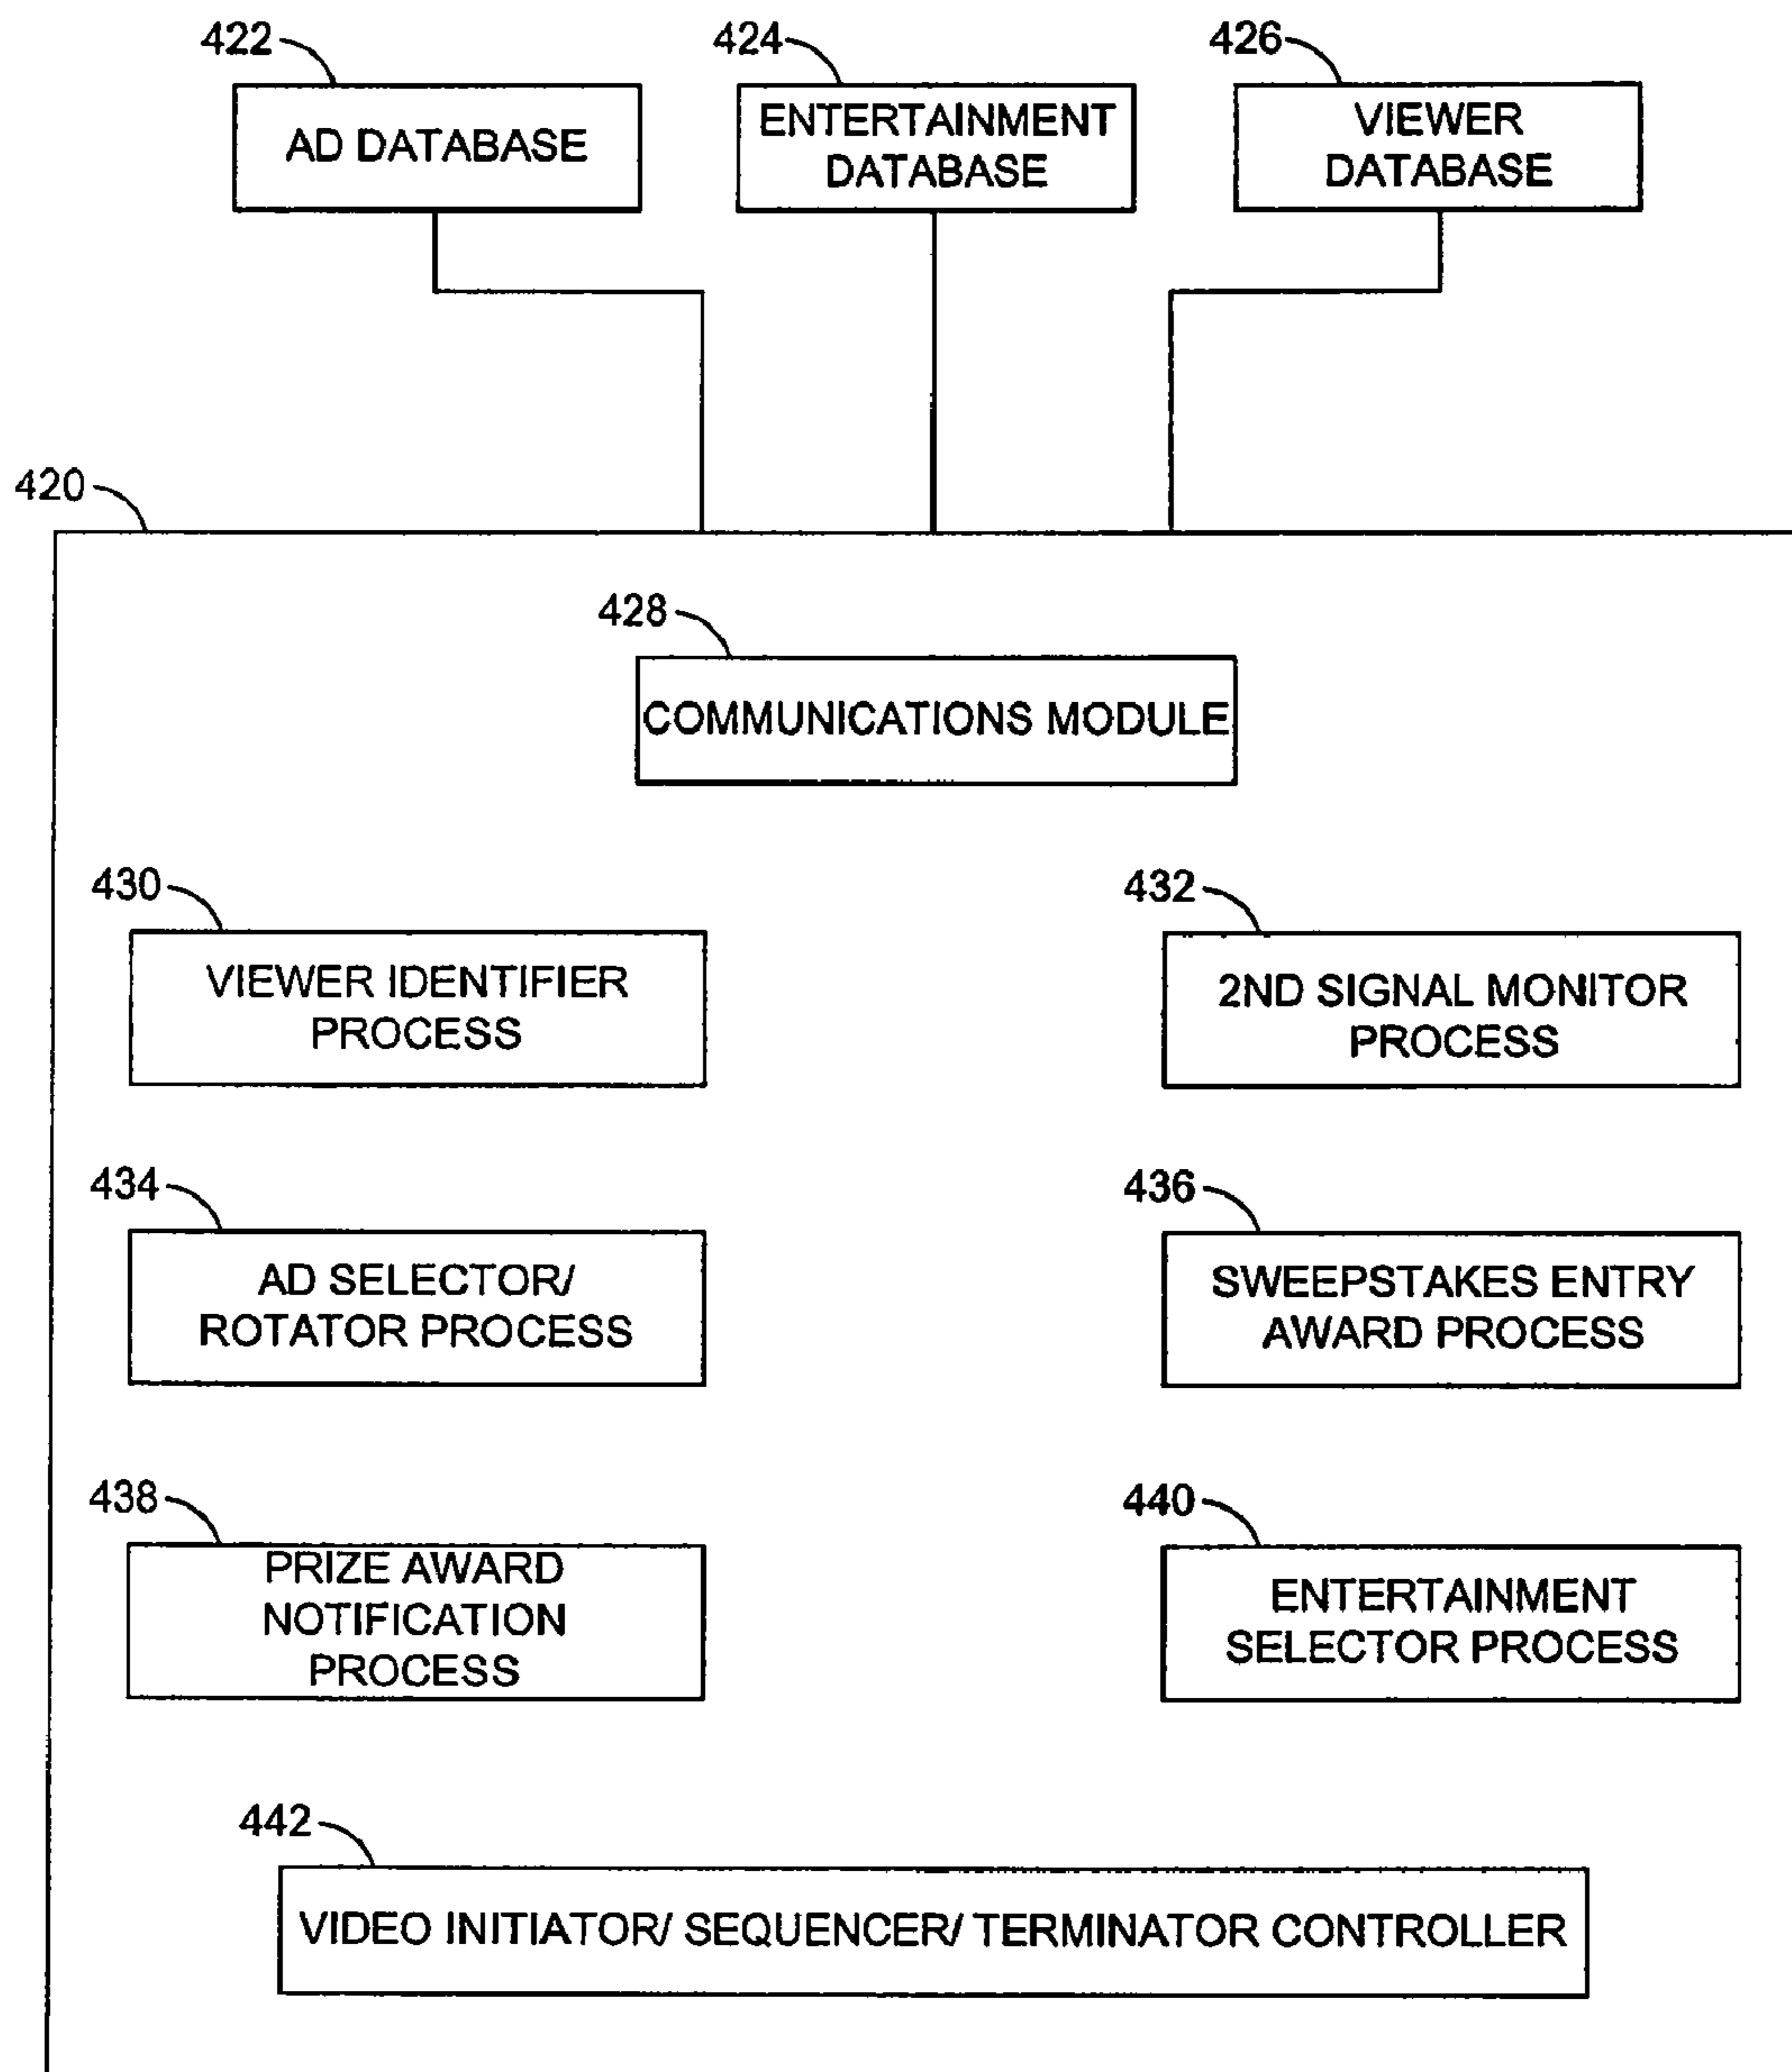 422
424
426
AD DATABASE
ENTERTAINMENT
DATABASE
VIEWER
DATABASE
420
428
COMMUNICATIONS MODULE
430
432
VIEWER IDENTIFIER
PROCESS
2ND SIGNAL MONITOR
PROCESS
434
436
AD SELECTOR/
ROTATOR PROCESS
SWEEPSTAKES ENTRY
AWARD PROCESS
438
440
PRIZE AWARD
NOTIFICATION
PROCESS
ENTERTAINMENT
SELECTOR PROCESS
442
VIDEO INITIATOR/ SEQUENCER/ TERMINATOR CONTROLLER